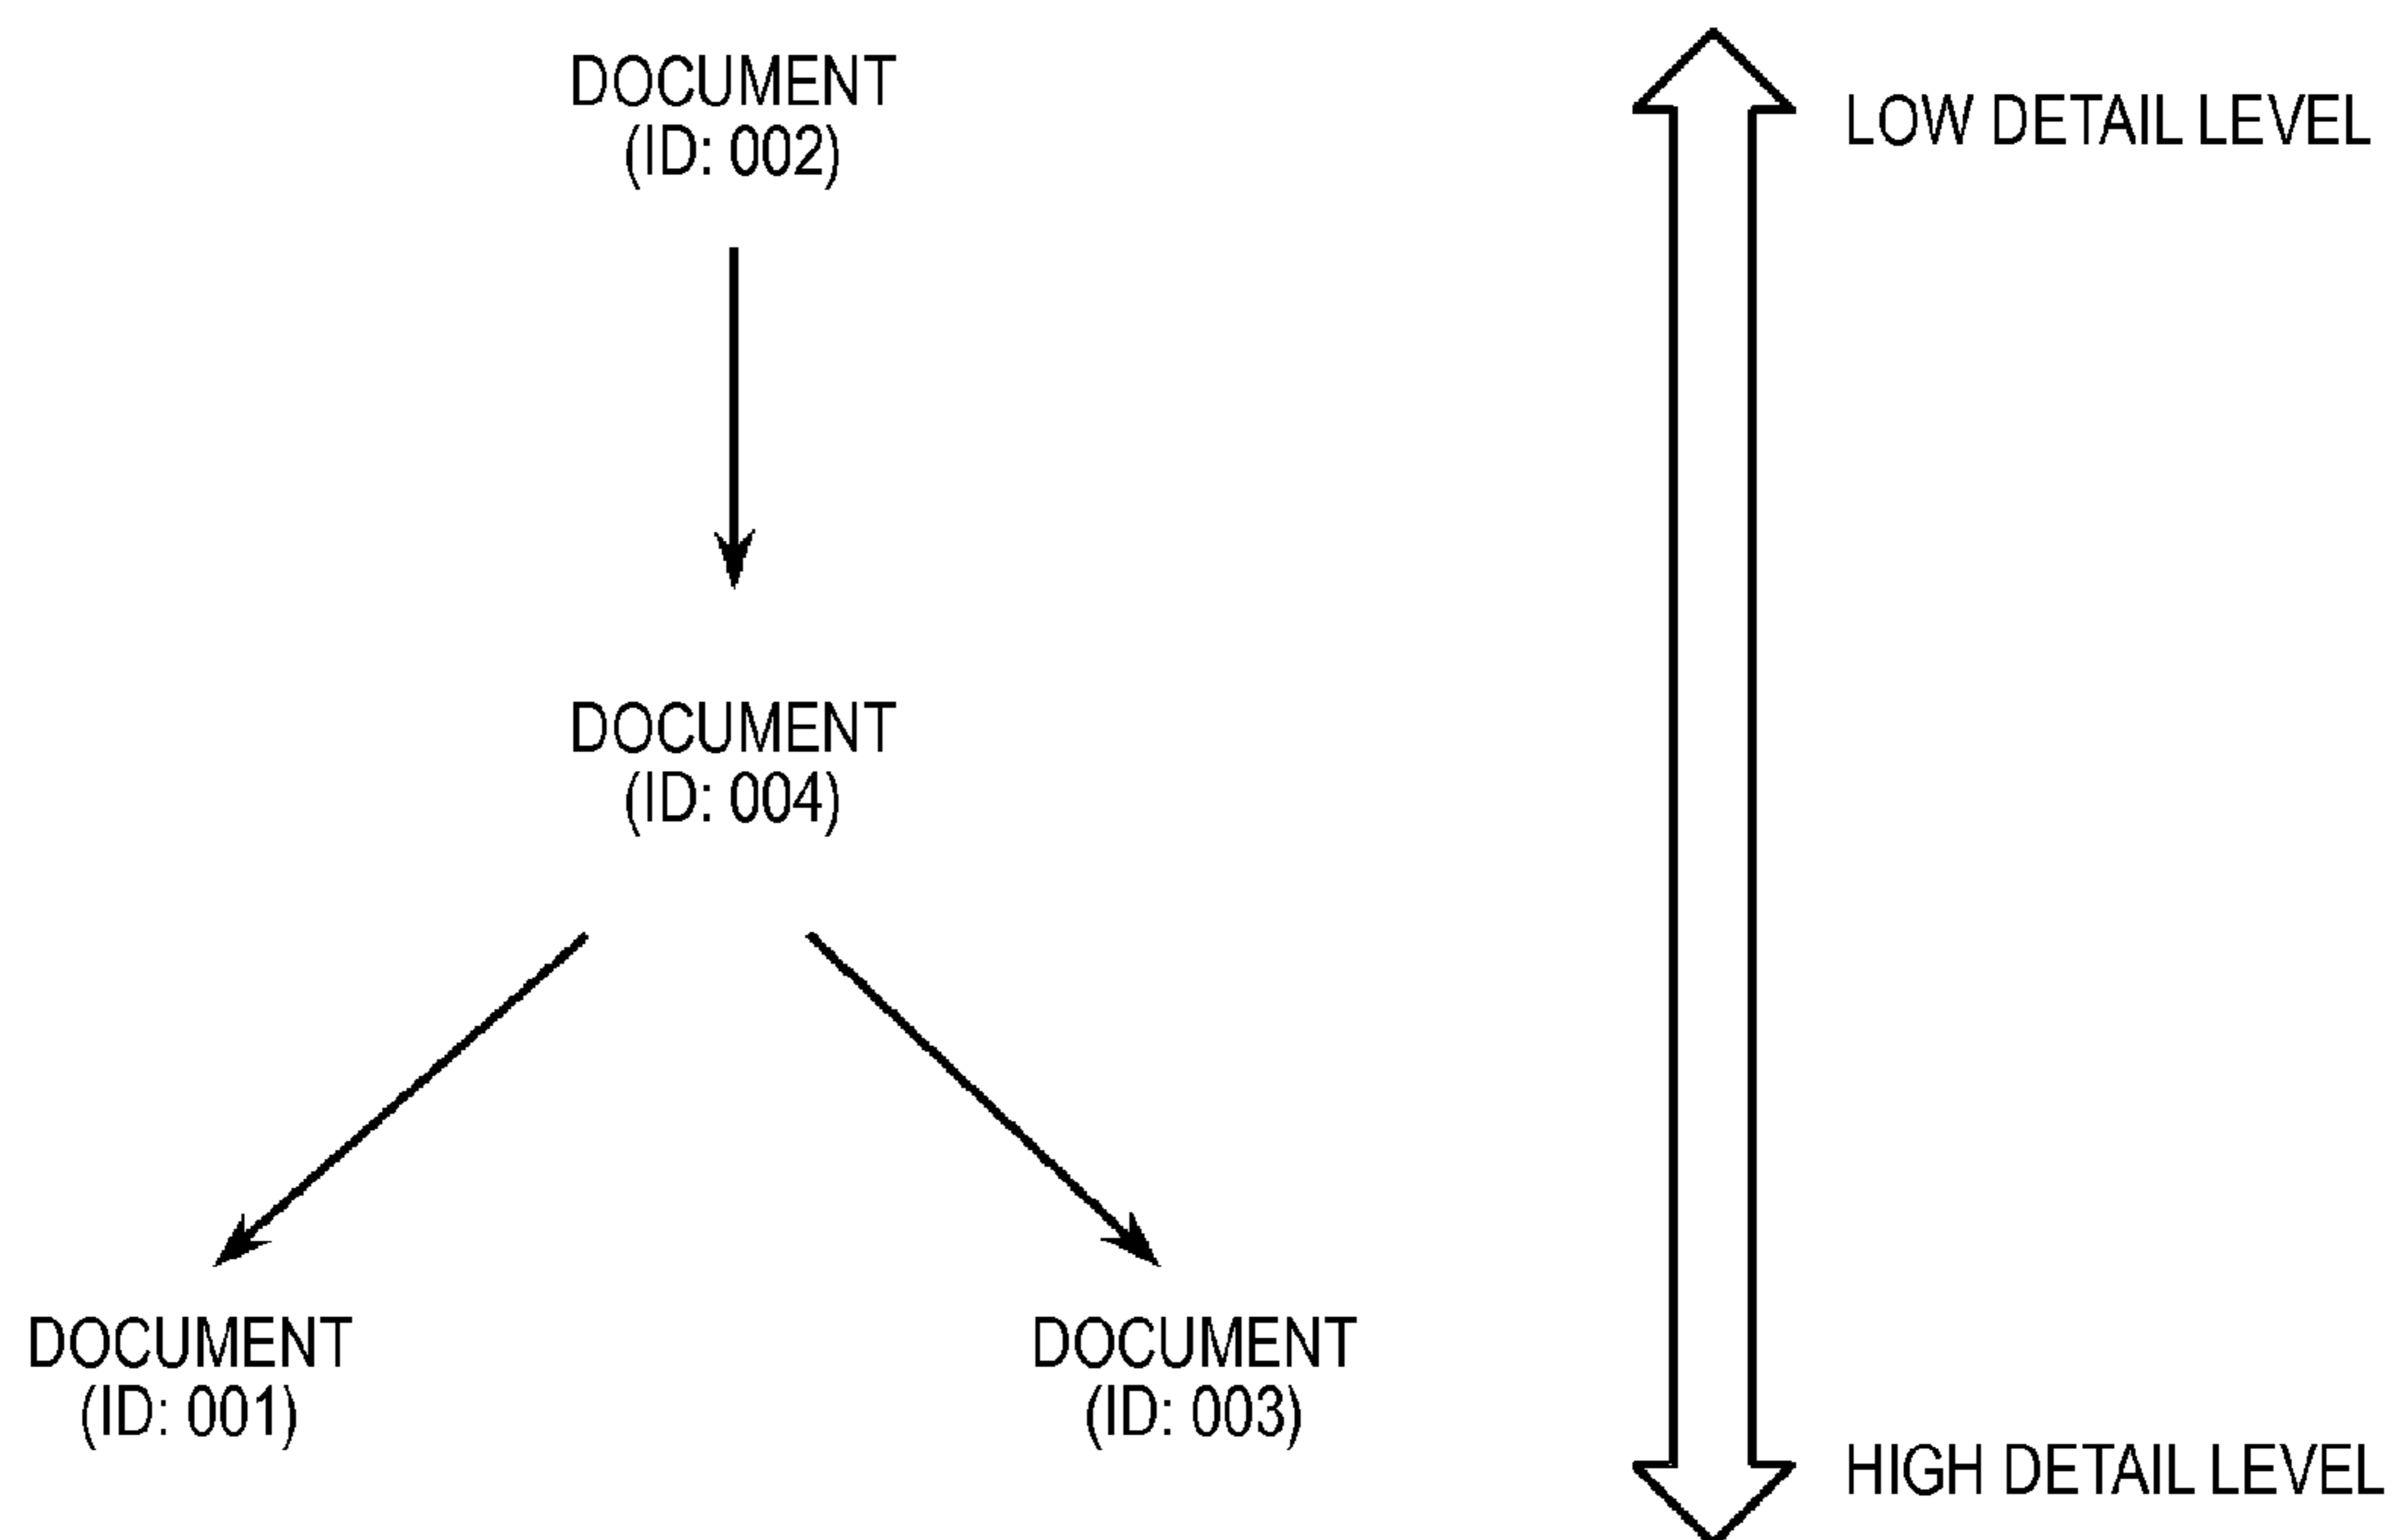 DOCUMENT
(ID: 002)
LOW DETAIL LEVEL
DOCUMENT
(ID: 004)
DOCUMENT
(ID: 001)
DOCUMENT
(ID: 003)
HIGH DETAIL LEVEL